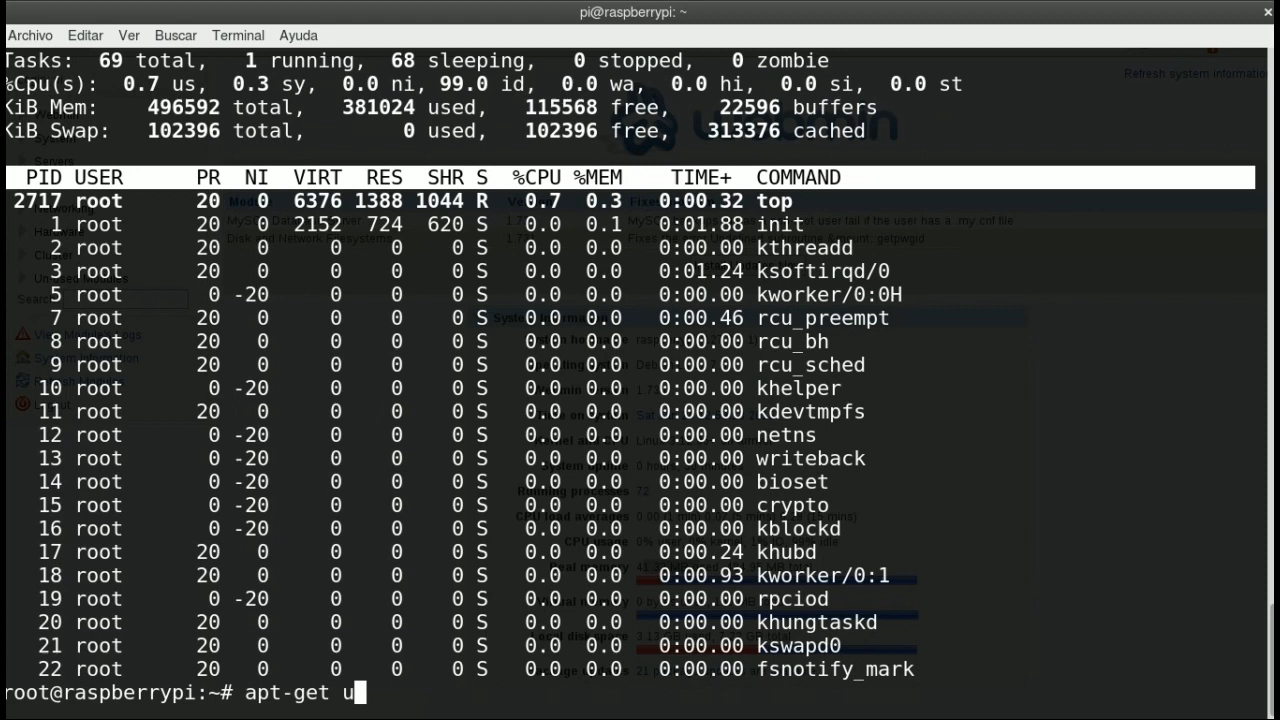 pi@raspberrypi: ~
Archivo Editar Ver Buscar Terminal Ayuda
Tasks: 69 total, 1 running, 68 sleeping, 0 stopped, 0 zombie
%Cpu(s): 0.7 us, 0.3 sy, 0.0 ni, 99.0 id, 0.0 wa, 0.0 hi, 0.0 si, 0.0 st
Refresh system informatio
KiB Mem: 496592 total, 381024 used, 115568 free, 22596 buffers
KiB Swap: 102396 total, 0 used, 102396 free, 313376 cached
PID USER PR NI VIRT RES SHR S %CPU %MEM TIME+ COMMAND
2717 root 20 0 6376 1388 1044 R 0.7 0.3 0:00.32 top
1 root 20 0 2152 724 620 S 0.0 0.1 0:01.88 init
2 root 20 0 0 0 0 S 0.0 0.0 0:00.00 kthreadd
3 root 20 0 0 0 0 S 0.0 0.0 0:01.24 ksoftirqd/0
5 root 0 -20 0 0 0 S 0.0 0.0 0:00.00 kworker/0:0H
7 root 20 0 0 0 0 S 0.0 0.0 0:00.46 rcu_preempt
8 root 20 0 0 0 0 S 0.0 0.0 0:00.00 rcu_bh
9 root 20 0 0 0 0 S 0.0 0.0 0:00.00 rcu_sched
10 root 0 -20 0 0 0 S 0.0 0.0 0:00.00 khelper
11 root 20 0 0 0 0 S 0.0 0.0 0:00.00 kdevtmpfs
12 root 0 -20 0 0 0 S 0.0 0.0 0:00.00 netns
13 root 0 -20 0 0 0 S 0.0 0.0 0:00.00 writeback
14 root 0 -20 0 0 0 S 0.0 0.0 0:00.00 bioset
15 root 0 -20 0 0 0 S 0.0 0.0 0:00.00 crypto
16 root 0 -20 0 0 0 S 0.0 0.0 0:00.00 kblockd
17 root 20 0 0 0 0 S 0.0 0.0 0:00.24 khubd
18 root 20 0 0 0 0 S 0.0 0.0 0:00.93 kworker/0:1
19 root 0 -20 0 0 0 S 0.0 0.0 0:00.00 rpciod
20 root 20 0 0 0 0 S 0.0 0.0 0:00.00 khungtaskd
21 root 20 0 0 0 0 S 0.0 0.0 0:00.00 kswapd0
22 root 20 0 0 0 0 S 0.0 0.0 0:00.00 fsnotify_mark
root@raspberrypi:~# apt-get u